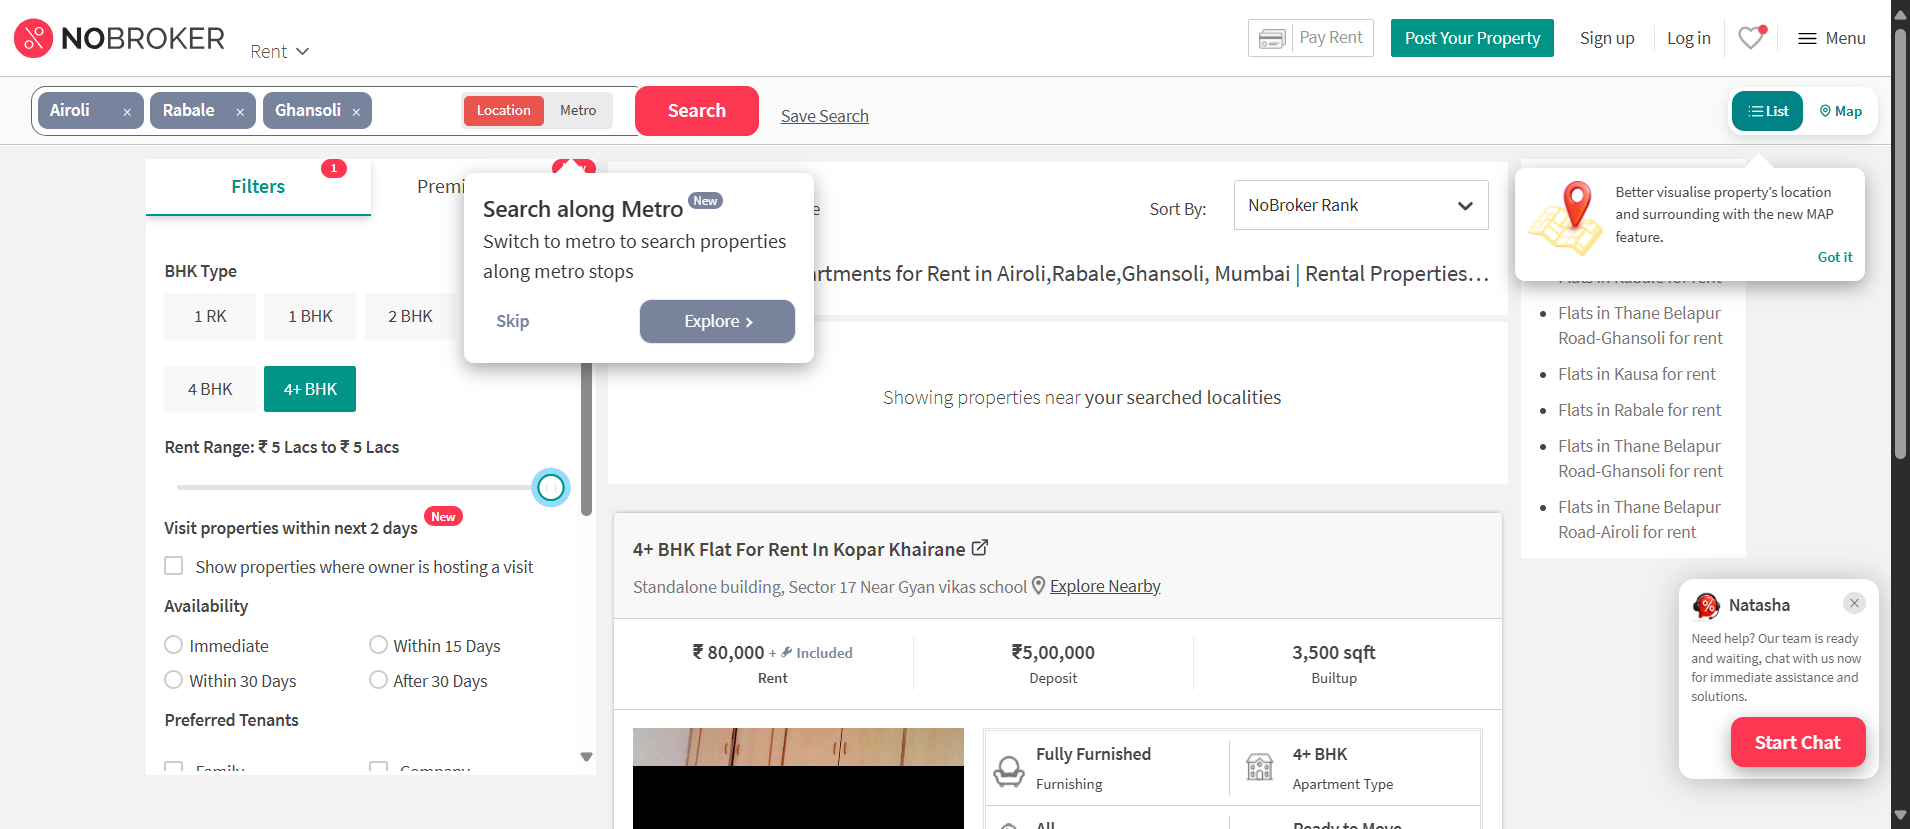 NOBROKER
Rent
Pay Rent
Post Your Property
Sign up
Log in
Menu
Airoli ×
Rabale ×
Ghansoli ×
Location
Metro
Search
Save Search
List
Map
Filters
1
Premi
Search along Metro New
Switch to metro to search properties
along metro stops
Skip
Explore ›
Sort By:
NoBroker Rank
rtments for Rent in Airoli,Rabale,Ghansoli, Mumbai | Rental Properties…
Better visualise property's location
and surrounding with the new MAP
feature.
Got it
BHK Type
1 RK
1 BHK
2 BHK
4 BHK
4+ BHK
Rent Range: ₹ 5 Lacs to ₹ 5 Lacs
Visit properties within next 2 days New
Show properties where owner is hosting a visit
Availability
Immediate
Within 15 Days
Within 30 Days
After 30 Days
Preferred Tenants
Family
Company
Showing properties near your searched localities
4+ BHK Flat For Rent In Kopar Khairane
Standalone building, Sector 17 Near Gyan vikas school Explore Nearby
₹ 80,000 + Included
Rent
₹5,00,000
Deposit
3,500 sqft
Builtup
Fully Furnished
Furnishing
4+ BHK
Apartment Type
All
Ready to Move
Flats in Rabale for rent
Flats in Thane Belapur
Road-Ghansoli for rent
Flats in Kausa for rent
Flats in Rabale for rent
Flats in Thane Belapur
Road-Ghansoli for rent
Flats in Thane Belapur
Road-Airoli for rent
Natasha
Need help? Our team is ready
and waiting, chat with us now
for immediate assistance and
solutions.
Start Chat